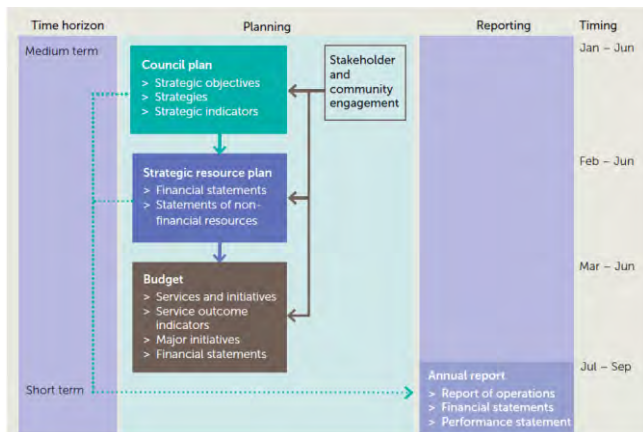 Time horizon
Planning
Reporting
Timing
Medium term
Jan – Jun
Council plan
> Strategic objectives
> Strategies
> Strategic indicators
Stakeholder
and
community
engagement
Feb – Jun
Strategic resource plan
> Financial statements
> Statements of non-
financial resources
Mar – Jun
Budget
> Services and initiatives
> Service outcome
indicators
> Major initiatives
> Financial statements
Jul – Sep
Short term
Annual report
> Report of operations
> Financial statements
> Performance statement